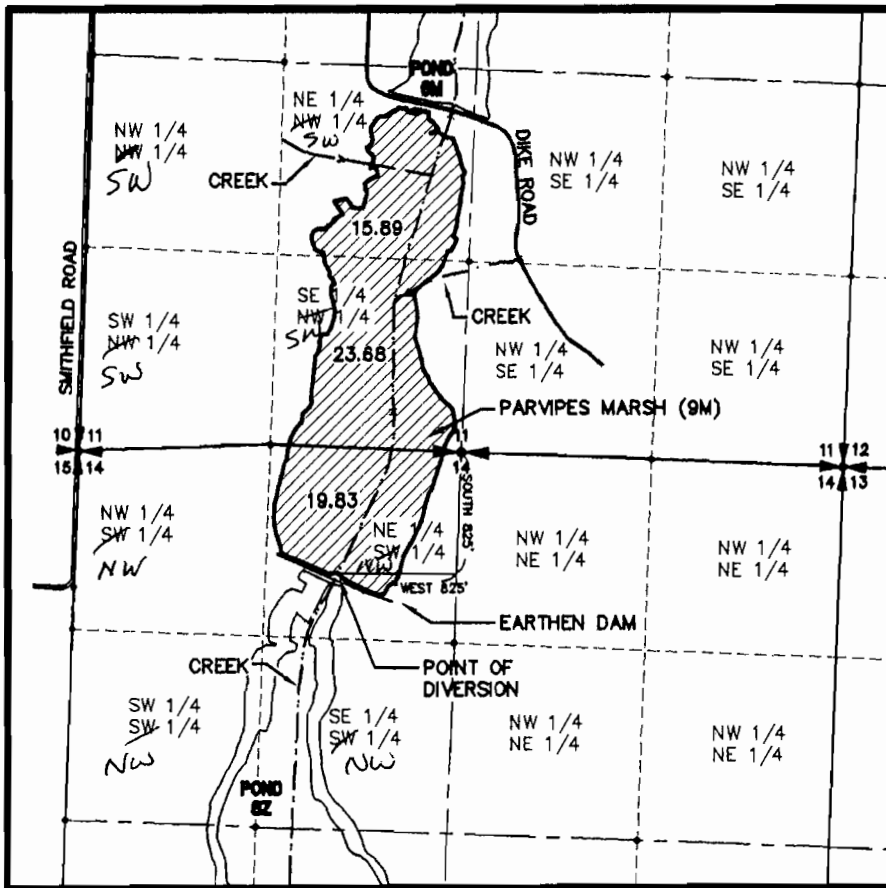 POND
9M
NE 1/4
NW 1/4
SW
NW 1/4
NW 1/4
SW
CREEK
DIKE ROAD
NW 1/4
SE 1/4
NW 1/4
SE 1/4
15.89
SMITHFIELD ROAD
SE 1/4
NW 1/4
SW
CREEK
SW 1/4
NW 1/4
SW
23.68
NW 1/4
SE 1/4
NW 1/4
SE 1/4
PARVIPES MARSH (9M)
10 11
15 14
11
14
11 12
14 13
SOUTH 825'
19.83
NW 1/4
SW 1/4
NW
NE 1/4
SW 1/4
NW
NW 1/4
NE 1/4
NW 1/4
NE 1/4
WEST 825'
EARTHEN DAM
CREEK
POINT OF
DIVERSION
SW 1/4
SW 1/4
NW
SE 1/4
SW 1/4
NW
NW 1/4
NE 1/4
NW 1/4
NE 1/4
POND
8Z